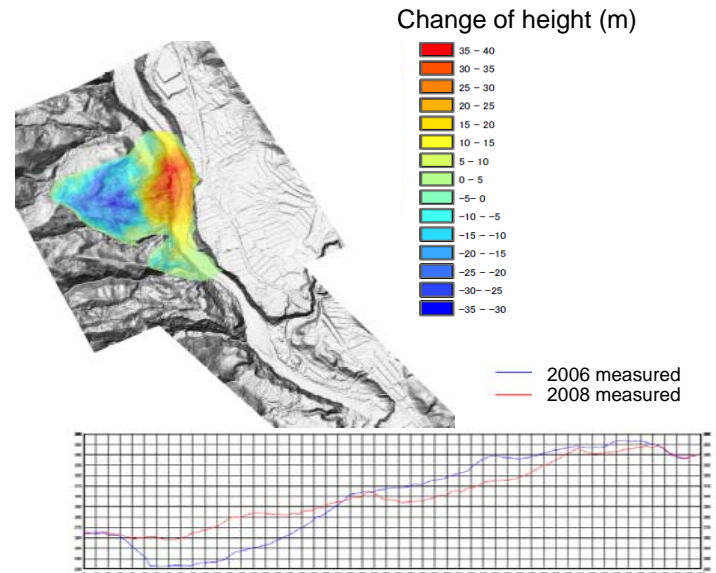 Change of height (m)
35 – 40
30 – 35
25 – 30
20 – 25
15 – 20
10 – 15
5 – 10
0 – 5
-5– 0
-10 – -5
-15 – -10
-20 – -15
-25 – -20
-30– -25
-35 – -30
2006 measured
2008 measured